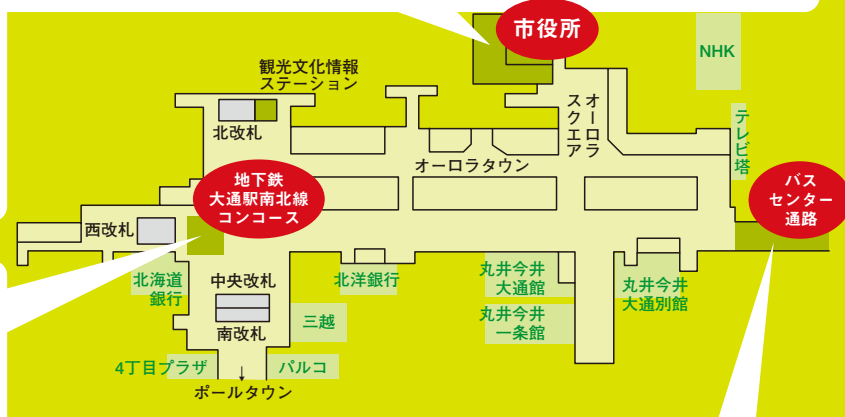 市役所
NHK
観光文化情報
ステーション
北改札
オーロラ
スクエア
テレビ塔
オーロラタウン
地下鉄
大通駅南北線
コンコース
バス
センター
通路
西改札
北海道
銀行
中央改札
北洋銀行
丸井今井
大通館
丸井今井
大通別館
南改札
三越
丸井今井
一条館
4丁目プラザ
パルコ
↓
ポールタウン